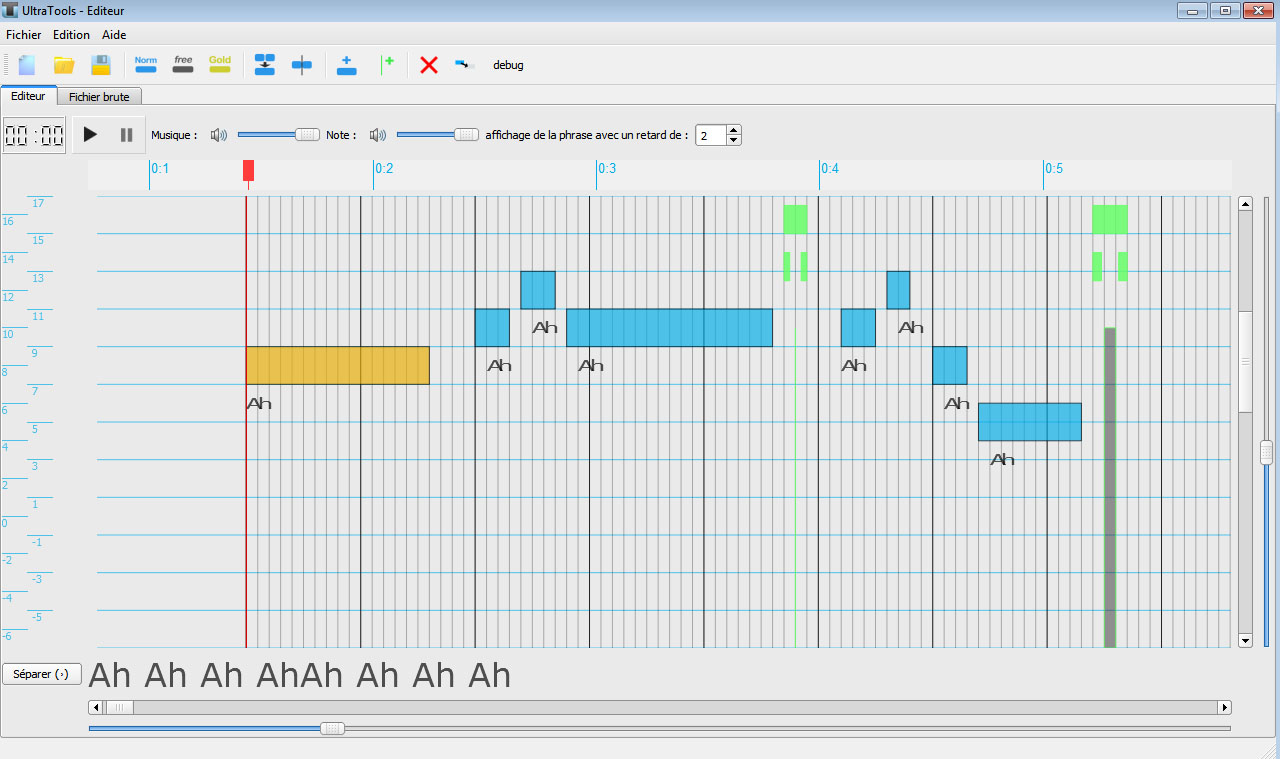 UltraTools - Editeur
Fichier Edition Aide
Norm free Gold debug
Editeur Fichier brute
00:00 Musique : Note : affichage de la phrase avec un retard de : 2
0:1 0:2 0:3 0:4 0:5
17
16
15
14
13
12
11
10
9
8
7
6
5
4
3
2
1
0
-1
-2
-3
-4
-5
-6
Ah Ah
Ah Ah Ah
Ah Ah
Ah
Séparer (›) Ah Ah Ah AhAh Ah Ah Ah